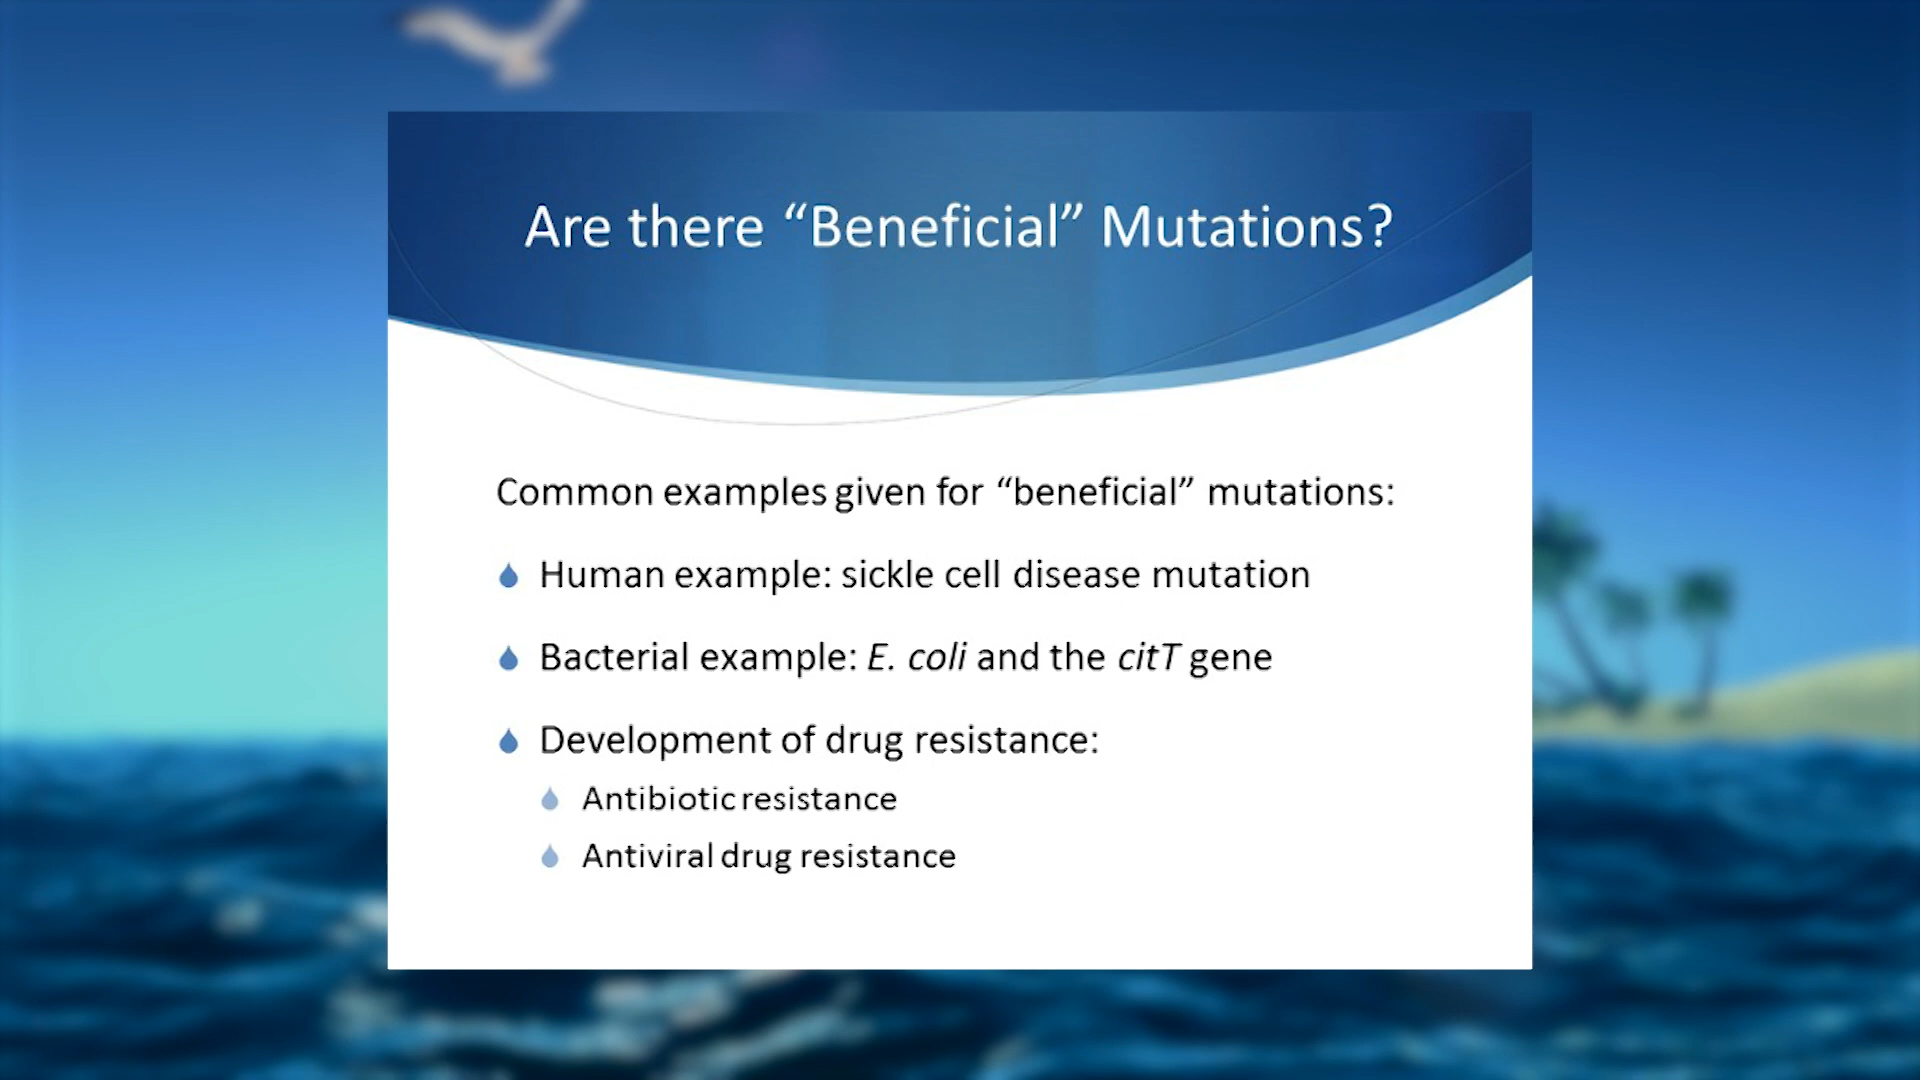 Are there “Beneficial” Mutations?
Common examples given for “beneficial” mutations:
Human example: sickle cell disease mutation
Bacterial example: E. coli and the citT gene
Development of drug resistance:
Antibiotic resistance
Antiviral drug resistance